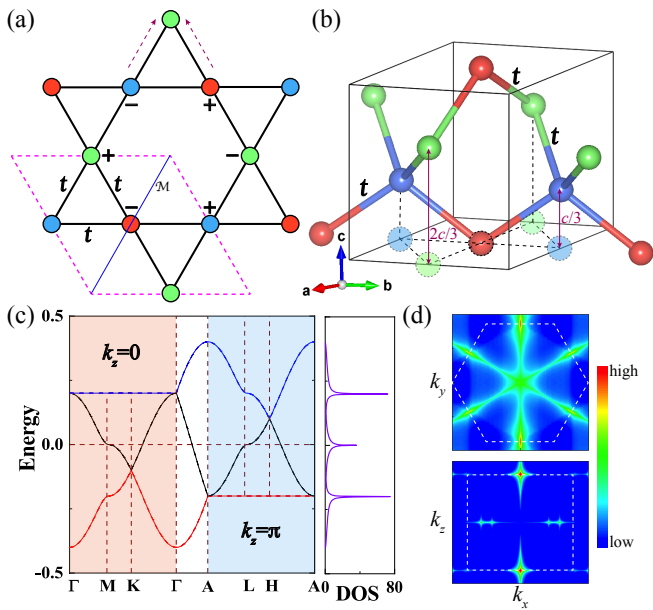 (a)
− +
+ −
t t ℳ
− +
t
(b)
t
t
t
2c/3
c/3
c
a b
(c)
0.5
k_z=0
0.0
Energy
k_z=π
-0.5
Γ M K Γ A L H A
0 80
DOS
(d)
k_y
k_z
k_x
high
low